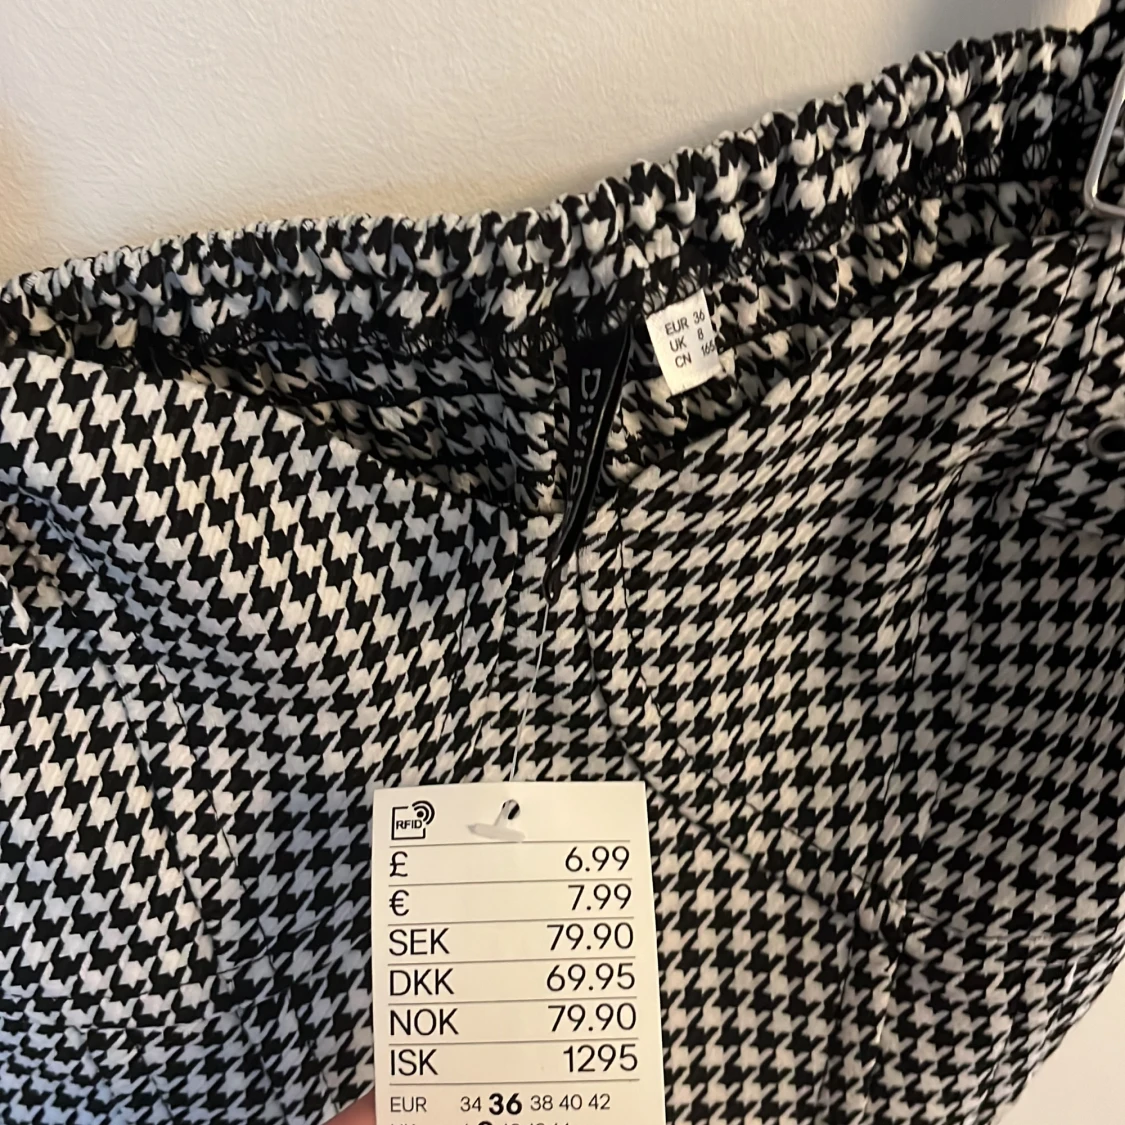 EUR 36
UK 8
CN 165
DIVID
RFID
£ 6.99
€ 7.99
SEK 79.90
DKK 69.95
NOK 79.90
ISK 1295
EUR 34 36 38 40 42